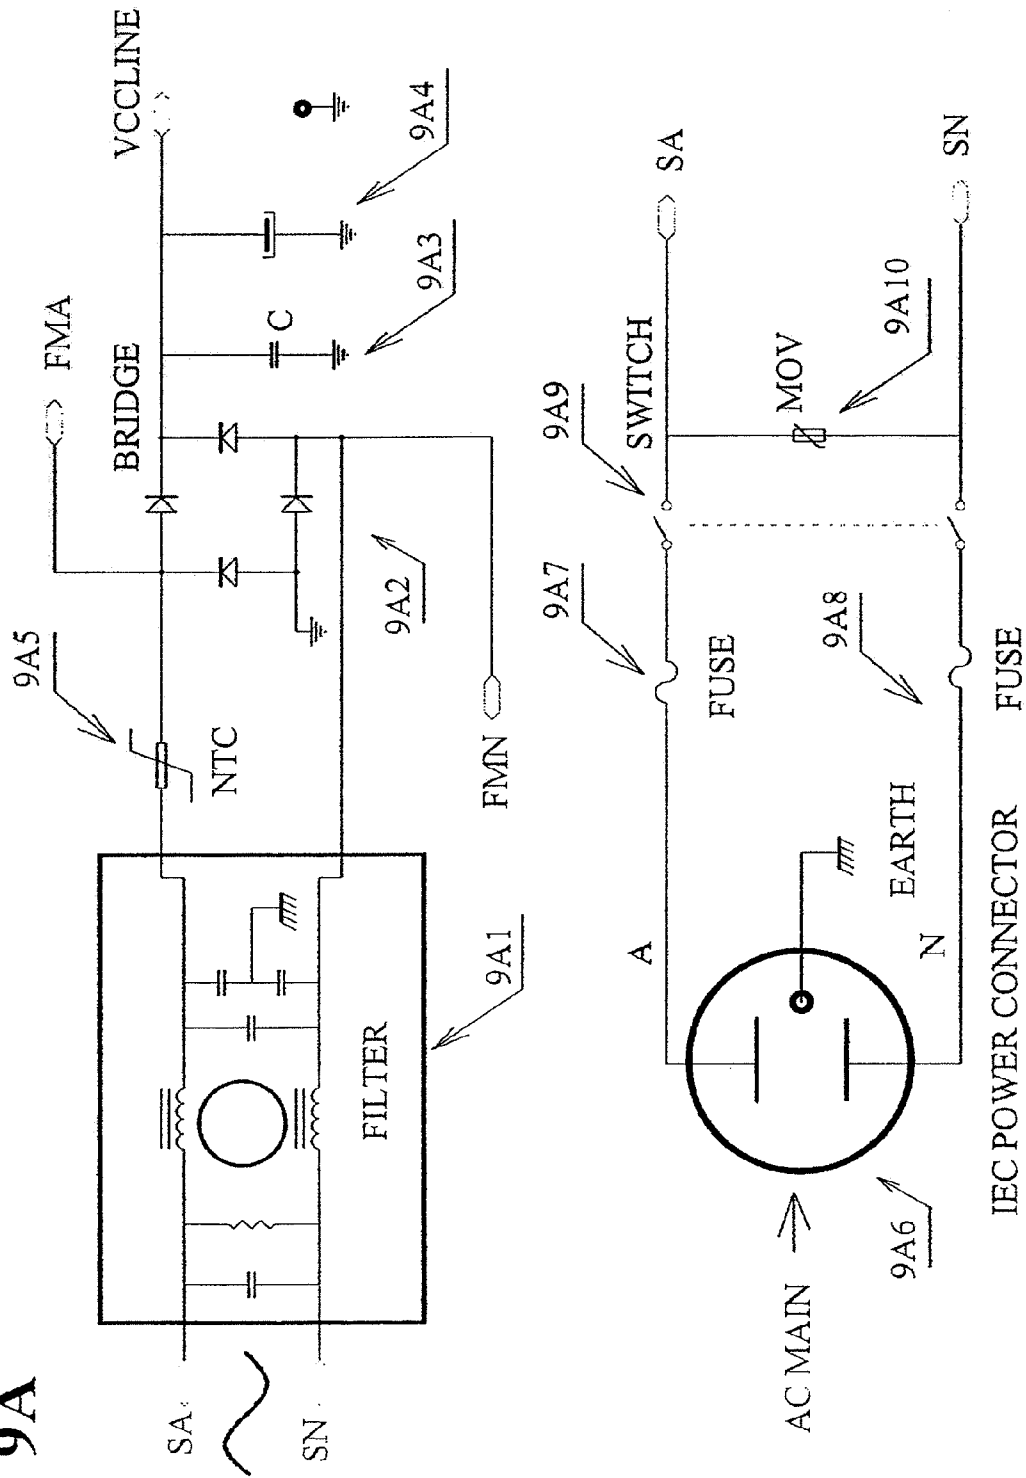 9A
VCCLINE
FMA
BRIDGE
9A4
9A3
C
9A5
NTC
9A2
FMN
9A1
FILTER
SA
SN
SA
SN
SWITCH
9A9
MOV
9A10
9A7
FUSE
9A8
FUSE
A
EARTH
N
9A6
AC MAIN
IEC POWER CONNECTOR